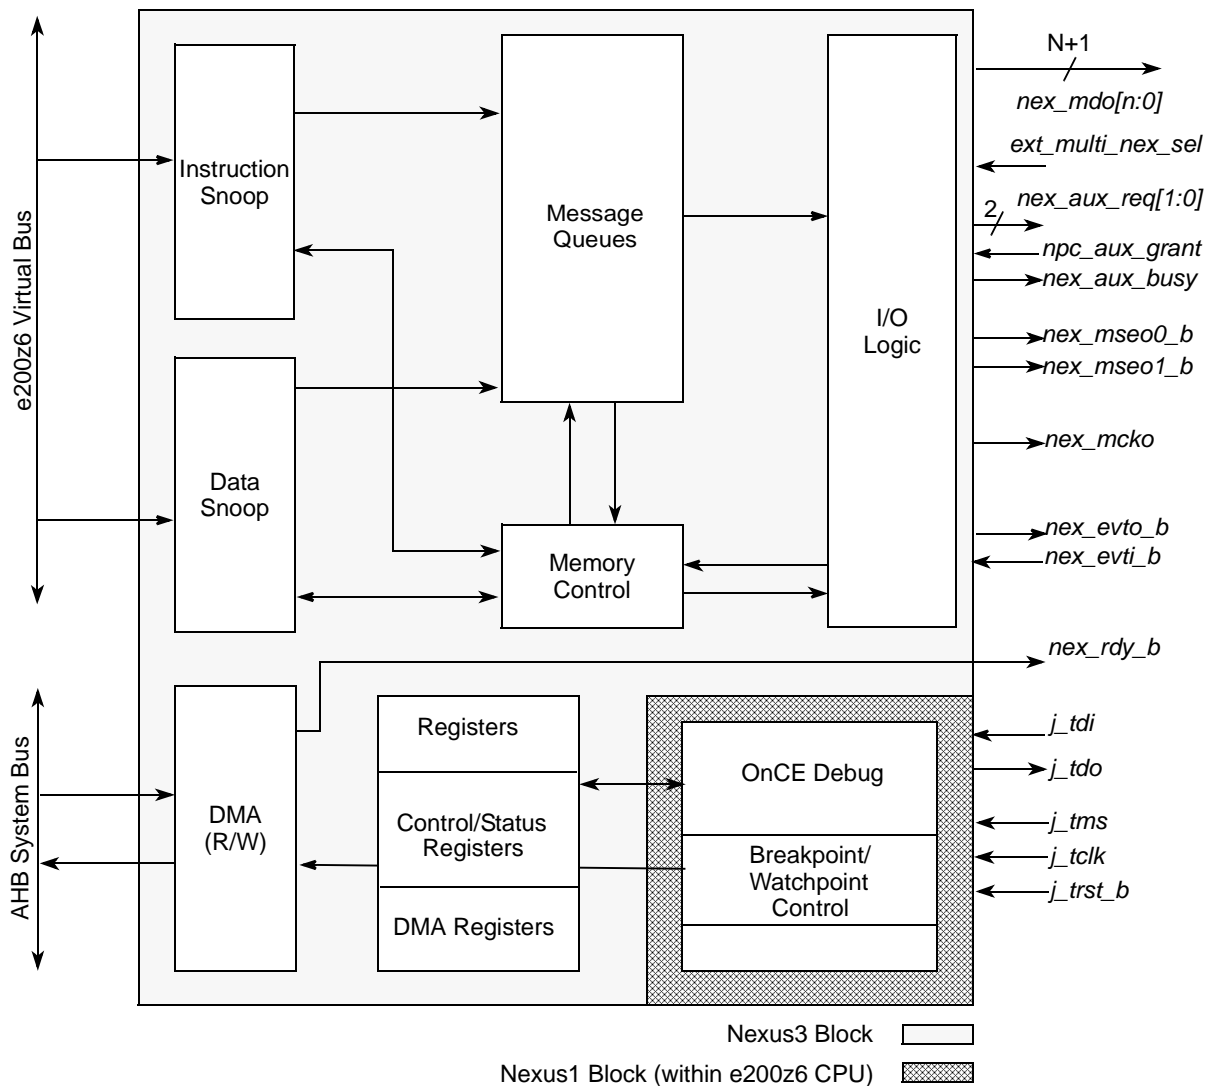 e200z6 Virtual Bus
AHB System Bus
Instruction
Snoop
Data
Snoop
Message
Queues
Memory
Control
I/O
Logic
DMA
(R/W)
Registers
Control/Status
Registers
DMA Registers
OnCE Debug
Breakpoint/
Watchpoint
Control
N+1
nex_mdo[n:0]
ext_multi_nex_sel
nex_aux_req[1:0]
2
npc_aux_grant
nex_aux_busy
nex_mseo0_b
nex_mseo1_b
nex_mcko
nex_evto_b
nex_evti_b
nex_rdy_b
j_tdi
j_tdo
j_tms
j_tclk
j_trst_b
Nexus3 Block
Nexus1 Block (within e200z6 CPU)